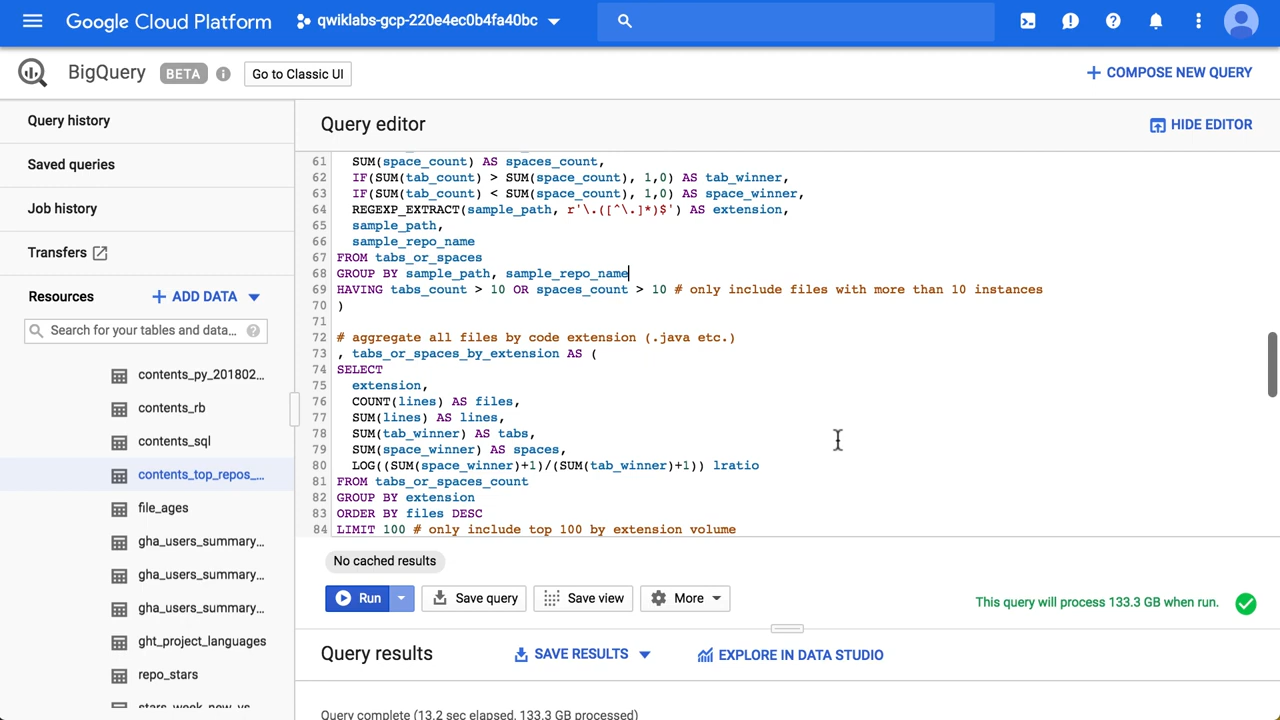 Google Cloud Platform
qwiklabs-gcp-220e4ec0b4fa40bc
BigQuery
BETA
Go to Classic UI
COMPOSE NEW QUERY
Query history
Saved queries
Job history
Transfers
Resources
ADD DATA
Search for your tables and data...
contents_py_201802...
contents_rb
contents_sql
contents_top_repos_...
file_ages
gha_users_summary...
gha_users_summary...
gha_users_summary...
ght_project_languages
repo_stars
Query editor
HIDE EDITOR
61 SUM(space_count) AS spaces_count,
62 IF(SUM(tab_count) > SUM(space_count), 1,0) AS tab_winner,
63 IF(SUM(tab_count) < SUM(space_count), 1,0) AS space_winner,
64 REGEXP_EXTRACT(sample_path, r'\.([^\.]*)$') AS extension,
65 sample_path,
66 sample_repo_name
67 FROM tabs_or_spaces
68 GROUP BY sample_path, sample_repo_name
69 HAVING tabs_count > 10 OR spaces_count > 10 # only include files with more than 10 instances
70 )
71
72 # aggregate all files by code extension (.java etc.)
73 , tabs_or_spaces_by_extension AS (
74 SELECT
75 extension,
76 COUNT(lines) AS files,
77 SUM(lines) AS lines,
78 SUM(tab_winner) AS tabs,
79 SUM(space_winner) AS spaces,
80 LOG((SUM(space_winner)+1)/(SUM(tab_winner)+1)) lratio
81 FROM tabs_or_spaces_count
82 GROUP BY extension
83 ORDER BY files DESC
84 LIMIT 100 # only include top 100 by extension volume
No cached results
Run
Save query
Save view
More
This query will process 133.3 GB when run.
Query results
SAVE RESULTS
EXPLORE IN DATA STUDIO
Query complete (13.2 sec elapsed, 133.3 GB processed)